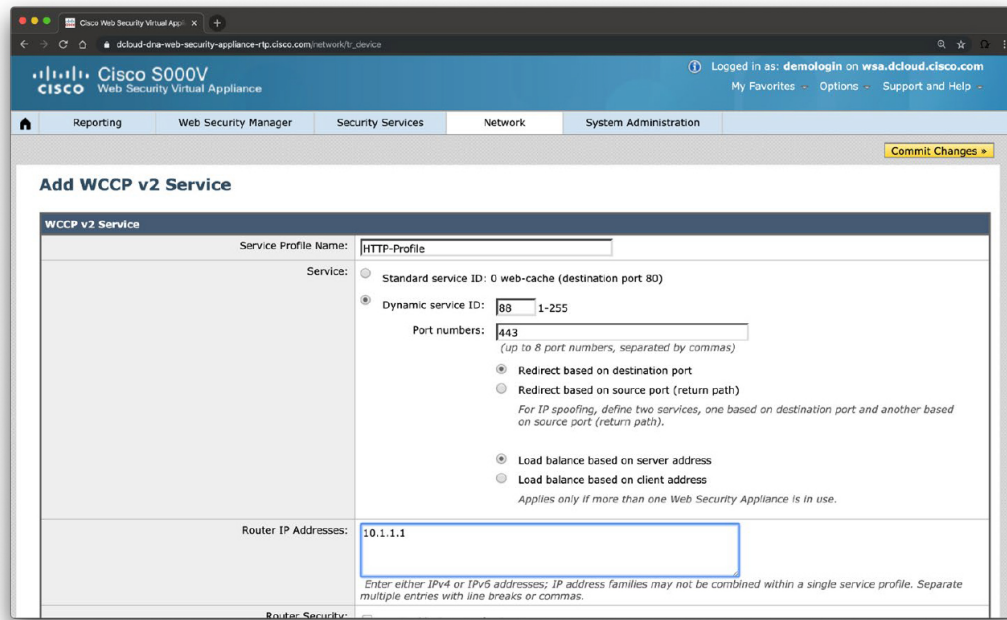 Cisco Web Security Virtual Appli
dcloud-dna-web-security-appliance-rtp.cisco.com/network/tr_device
CISCO
Cisco S000V
Web Security Virtual Appliance
Logged in as: demologin on wsa.dcloud.cisco.com
My Favorites Options Support and Help
Reporting Web Security Manager Security Services Network System Administration
Commit Changes »
Add WCCP v2 Service
WCCP v2 Service
Service Profile Name: HTTP-Profile
Service: Standard service ID: 0 web-cache (destination port 80)
Dynamic service ID: 88 1-255
Port numbers: 443
(up to 8 port numbers, separated by commas)
Redirect based on destination port
Redirect based on source port (return path)
For IP spoofing, define two services, one based on destination port and another based
on source port (return path).
Load balance based on server address
Load balance based on client address
Applies only if more than one Web Security Appliance is in use.
Router IP Addresses: 10.1.1.1
Enter either IPv4 or IPv6 addresses; IP address families may not be combined within a single service profile. Separate
multiple entries with line breaks or commas.
Router Security: